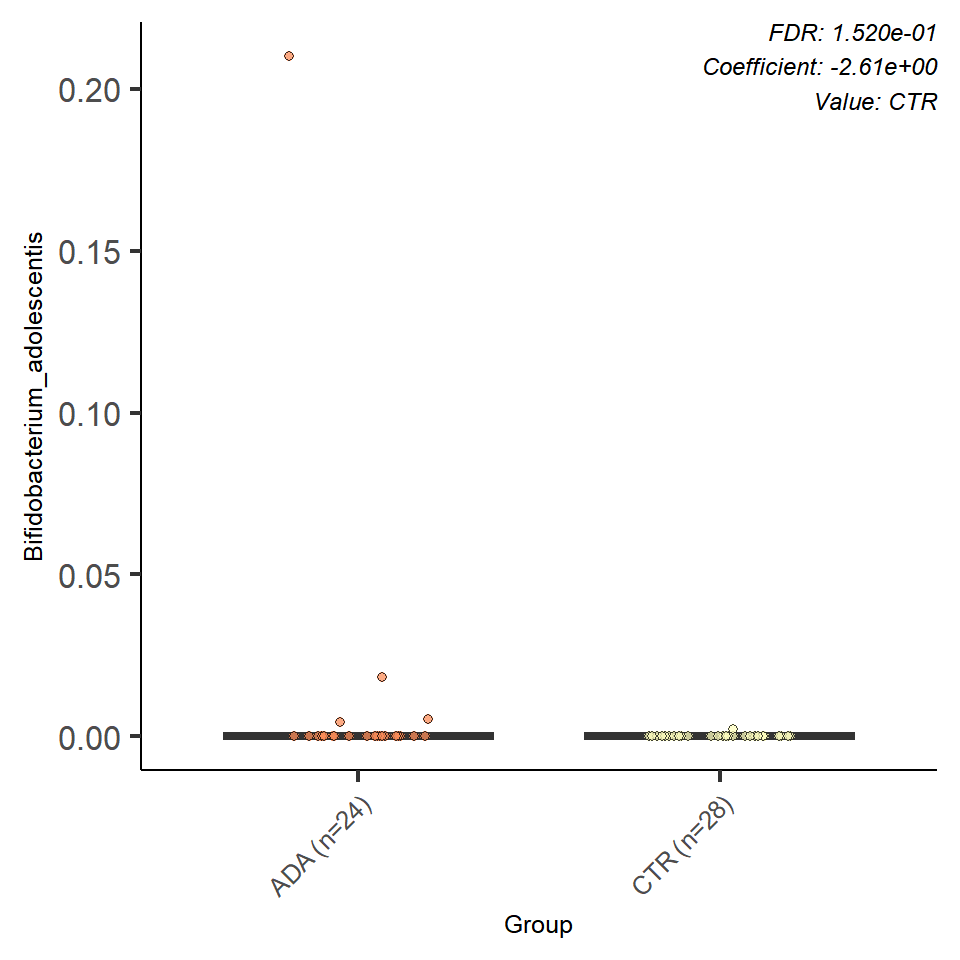 FDR: 1.520e-01
Coefficient: -2.61e+00
Value: CTR
0.20
0.15
0.10
0.05
0.00
Bifidobacterium_adolescentis
ADA (n=24)
CTR (n=28)
Group